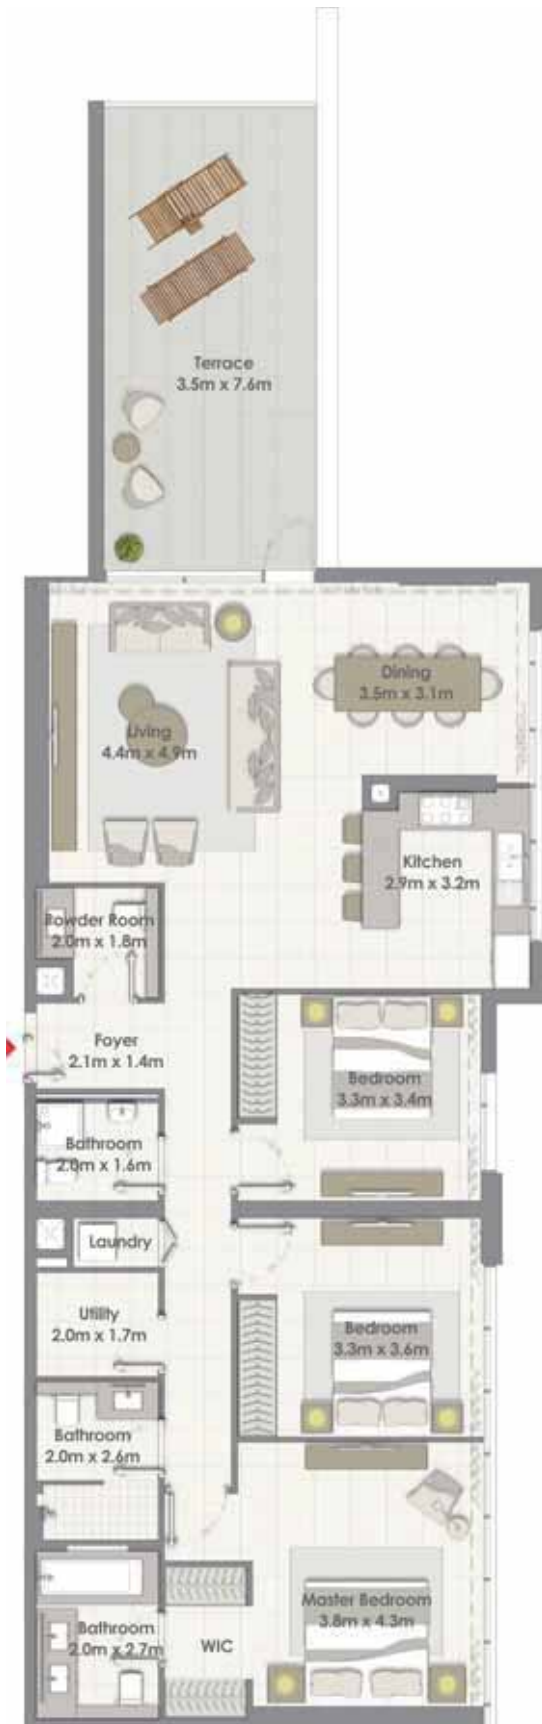 Terrace
3.5m x 7.6m
Dining
3.5m x 3.1m
Living
4.4m x 4.9m
Kitchen
2.9m x 3.2m
Powder Room
2.0m x 1.8m
Foyer
2.1m x 1.4m
Bedroom
3.3m x 3.4m
Bathroom
2.0m x 1.6m
Laundry
Utility
2.0m x 1.7m
Bedroom
3.3m x 3.6m
Bathroom
2.0m x 2.6m
Master Bedroom
3.8m x 4.3m
Bathroom
2.0m x 2.7m
WIC